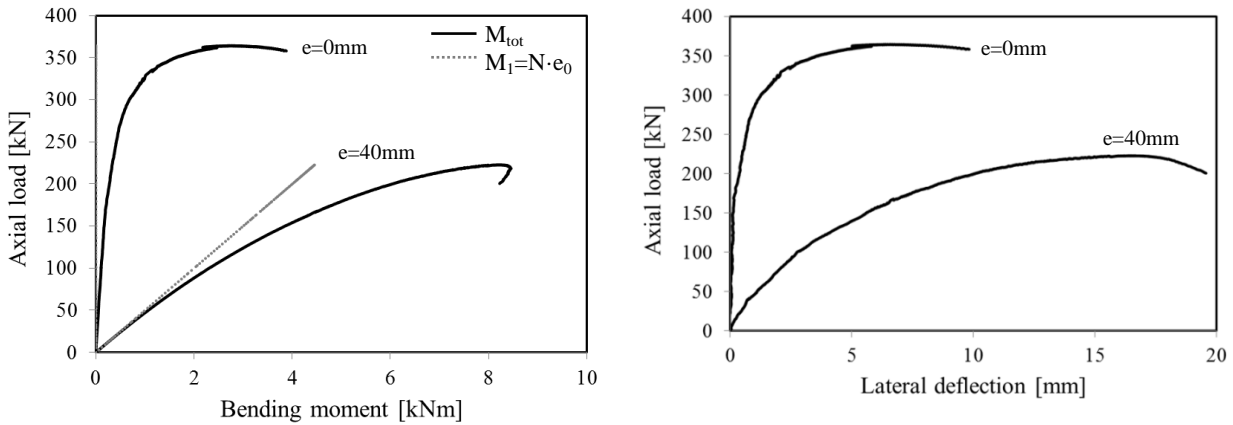 400
350
300
250
200
150
100
50
0
Axial load [kN]
e=0mm
M_tot
M_1=N·e_0
e=40mm
0 2 4 6 8 10
Bending moment [kNm]
400
350
300
250
200
150
100
50
0
Axial load [kN]
e=0mm
e=40mm
0 5 10 15 20
Lateral deflection [mm]